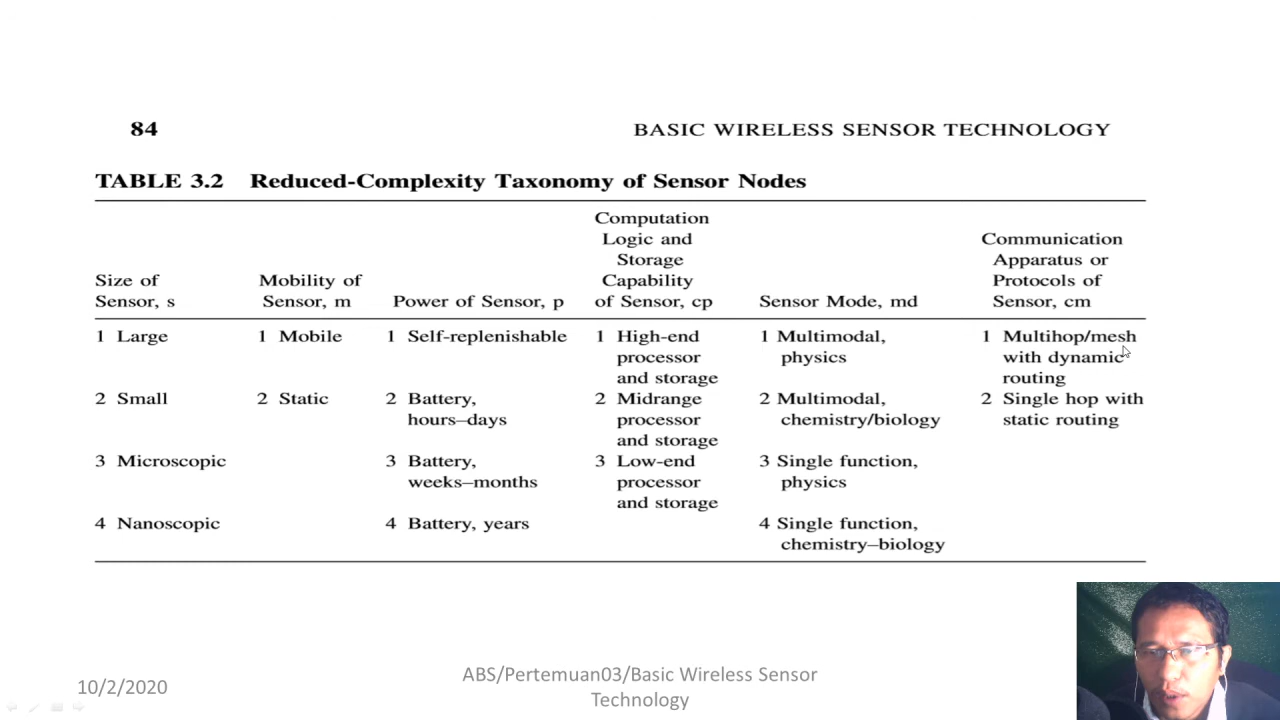 84 BASIC WIRELESS SENSOR TECHNOLOGY
TABLE 3.2 Reduced-Complexity Taxonomy of Sensor Nodes
Size of
Sensor, s
Mobility of
Sensor, m
Power of Sensor, p
Computation
Logic and
Storage
Capability
of Sensor, cp
Sensor Mode, md
Communication
Apparatus or
Protocols of
Sensor, cm
1 Large
1 Mobile
1 Self-replenishable
1 High-end
processor
and storage
1 Multimodal,
physics
1 Multihop/mesh
with dynamic
routing
2 Small
2 Static
2 Battery,
hours–days
2 Midrange
processor
and storage
2 Multimodal,
chemistry/biology
2 Single hop with
static routing
3 Microscopic
3 Battery,
weeks–months
3 Low-end
processor
and storage
3 Single function,
physics
4 Nanoscopic
4 Battery, years
4 Single function,
chemistry–biology
10/2/2020
ABS/Pertemuan03/Basic Wireless Sensor
Technology